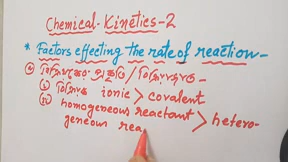 Chemical Kinetics-2
* Factors effecting the rate of reaction-
(i) ionic > covalent
(ii) homogeneous reactant > hetero-
geneous rea